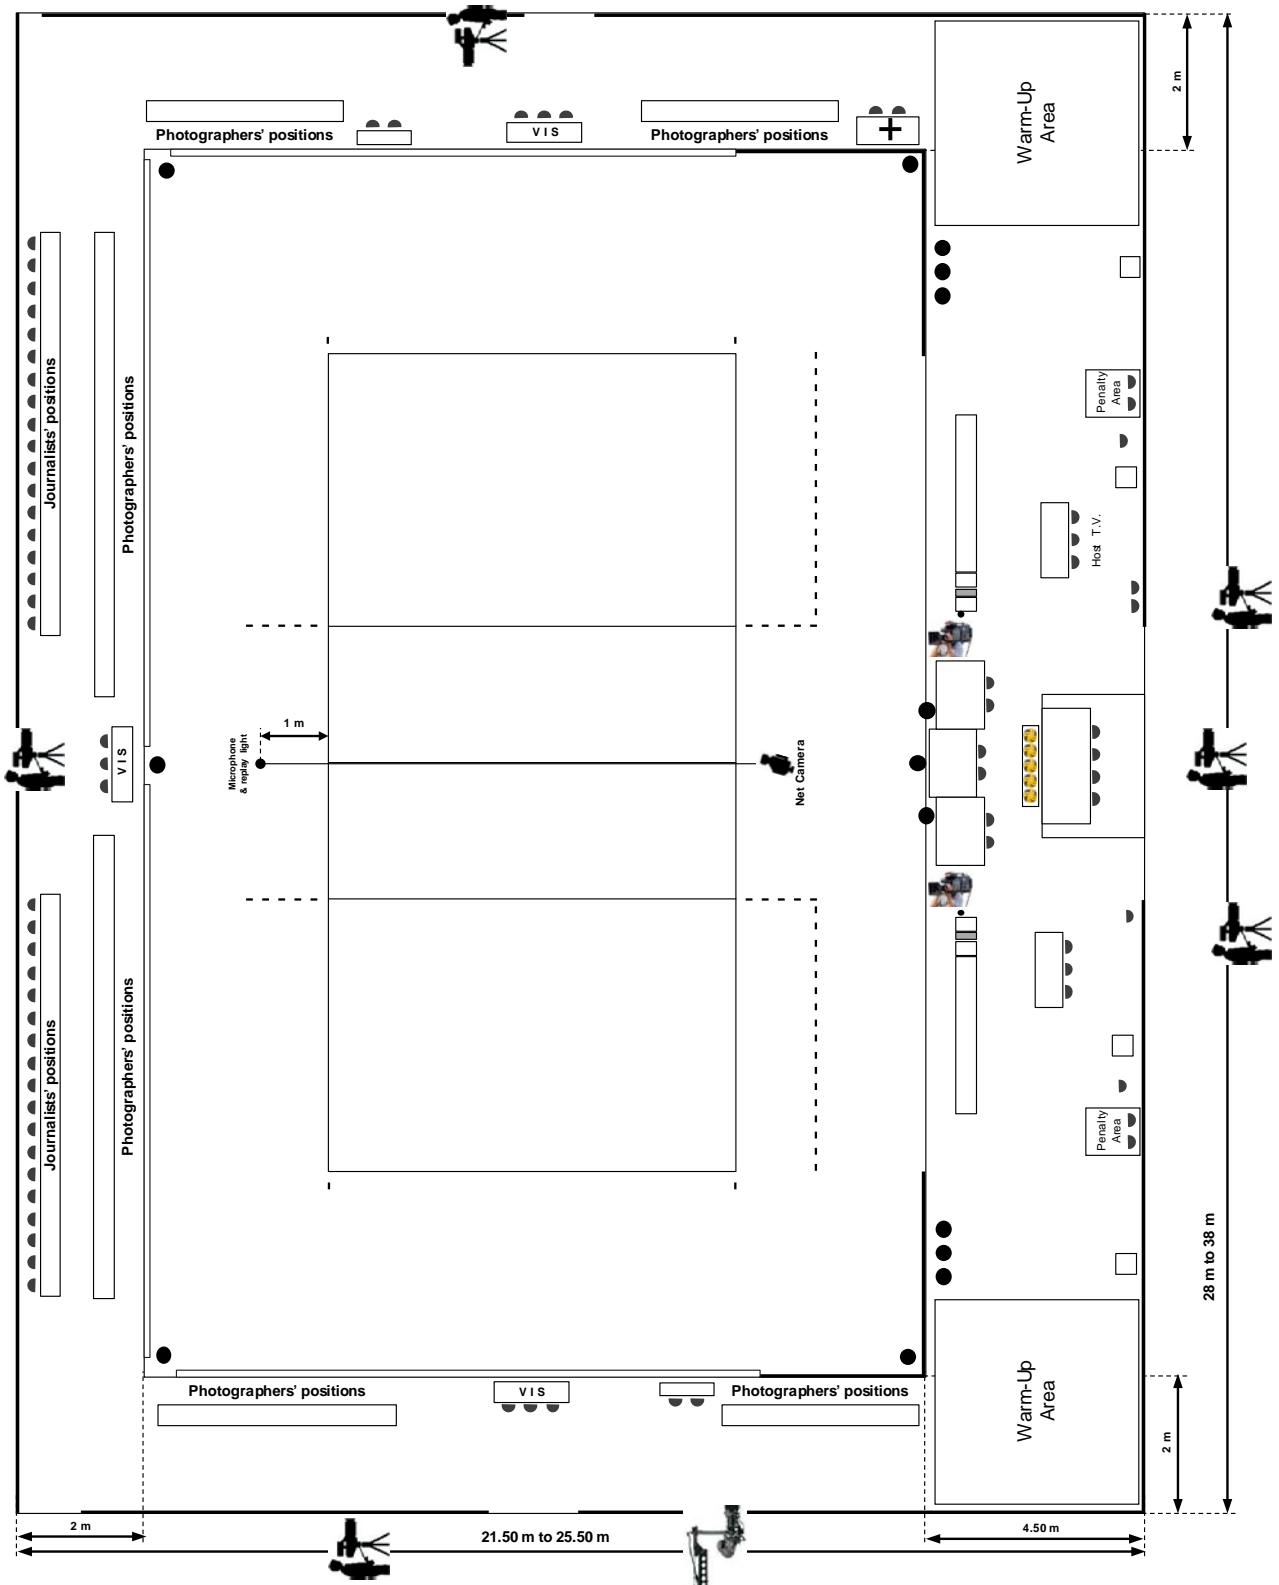 Warm-Up
Area
2 m
Photographers’ positions
V I S
Photographers’ positions
+
Journalists’ positions
Photographers’ positions
Penalty
Area
Host T.V.
1 m
Microphone
& replay light
V I S
Net Camera
Journalists’ positions
Photographers’ positions
Penalty
Area
28 m to 38 m
Photographers’ positions
V I S
Photographers’ positions
Warm-Up
Area
2 m
2 m
21.50 m to 25.50 m
4.50 m